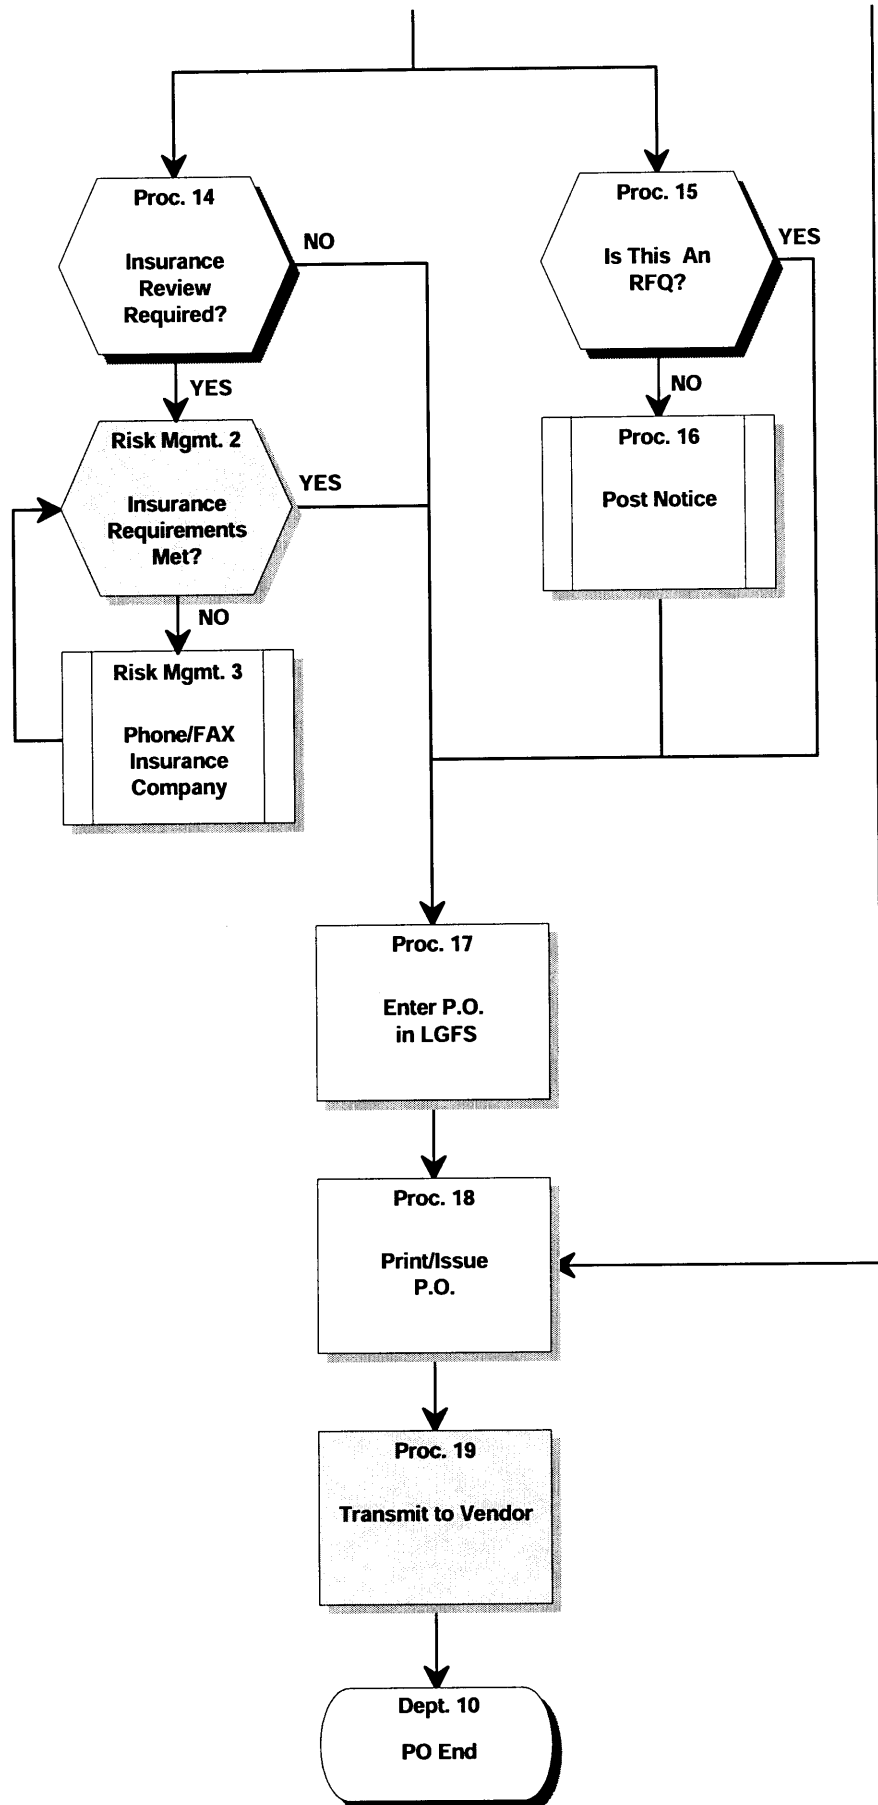 Proc. 14
Insurance
Review
Required?
NO
YES
Proc. 15
Is This An
RFQ?
YES
NO
Risk Mgmt. 2
Insurance
Requirements
Met?
YES
NO
Proc. 16
Post Notice
Risk Mgmt. 3
Phone/FAX
Insurance
Company
Proc. 17
Enter P.O.
in LGFS
Proc. 18
Print/Issue
P.O.
Proc. 19
Transmit to Vendor
Dept. 10
PO End